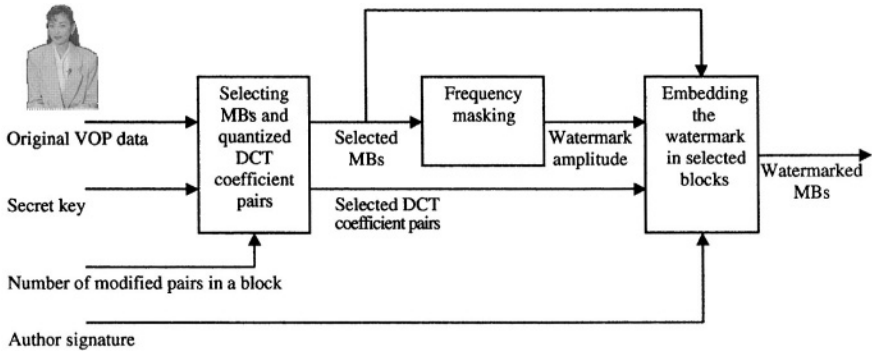 Selecting
MBs and
quantized
DCT
coefficient
pairs
Frequency
masking
Embedding
the
watermark
in selected
blocks
Original VOP data
Selected
MBs
Watermark
amplitude
Watermarked
MBs
Secret key
Selected DCT
coefficient pairs
Number of modified pairs in a block
Author signature